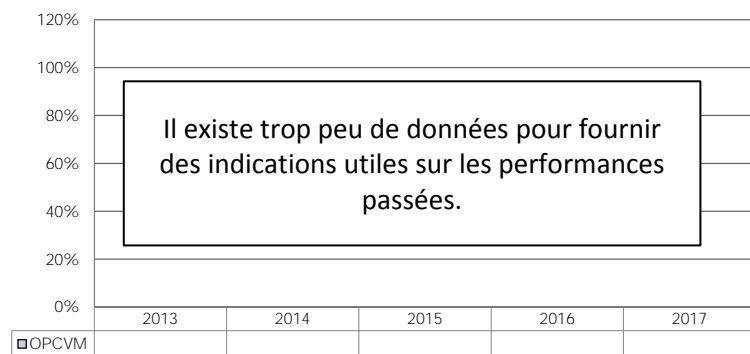 120%
100%
80%
60%
40%
20%
0%
Il existe trop peu de données pour fournir
des indications utiles sur les performances
passées.
2013 2014 2015 2016 2017
OPCVM